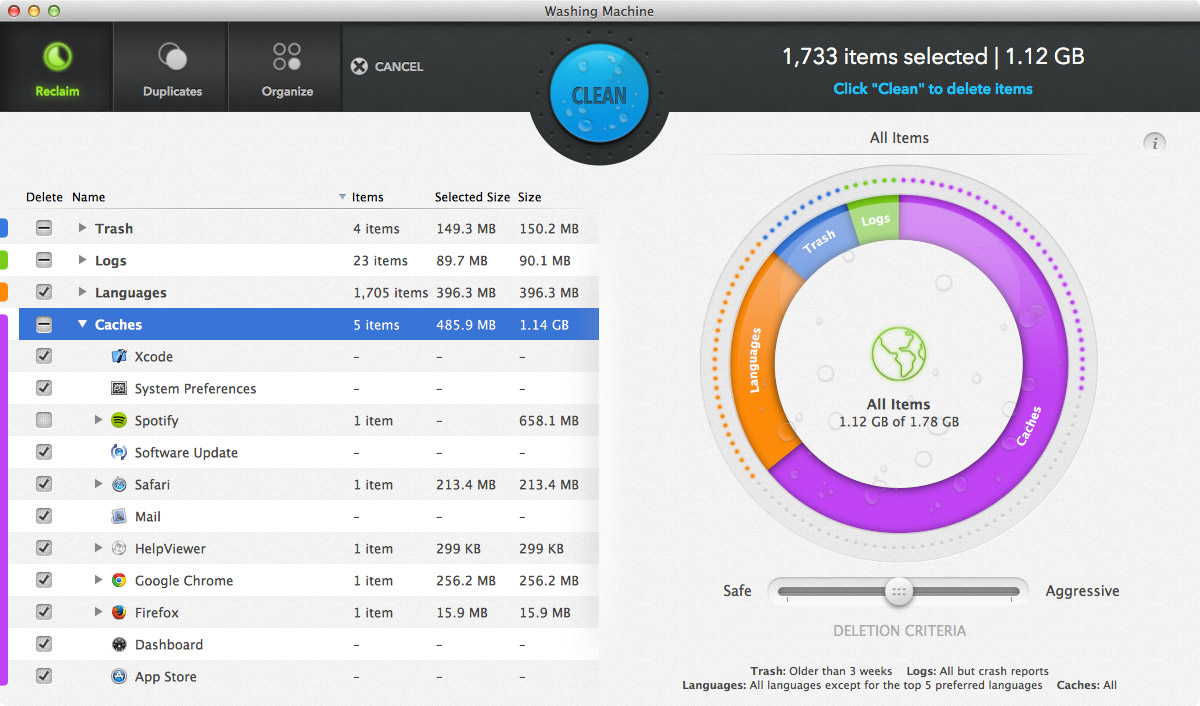 Washing Machine
Reclaim
Duplicates
Organize
CANCEL
CLEAN
1,733 items selected | 1.12 GB
Click "Clean" to delete items
All Items
i
Delete Name Items Selected Size Size
Trash 4 items 149.3 MB 150.2 MB
Logs 23 items 89.7 MB 90.1 MB
Languages 1,705 items 396.3 MB 396.3 MB
Caches 5 items 485.9 MB 1.14 GB
Xcode – – –
System Preferences – – –
Spotify 1 item – 658.1 MB
Software Update – – –
Safari 1 item 213.4 MB 213.4 MB
Mail – – –
HelpViewer 1 item 299 KB 299 KB
Google Chrome 1 item 256.2 MB 256.2 MB
Firefox 1 item 15.9 MB 15.9 MB
Dashboard – – –
App Store – – –
Logs
Trash
Languages
Caches
All Items
1.12 GB of 1.78 GB
Safe Aggressive
DELETION CRITERIA
Trash: Older than 3 weeks Logs: All but crash reports
Languages: All languages except for the top 5 preferred languages Caches: All